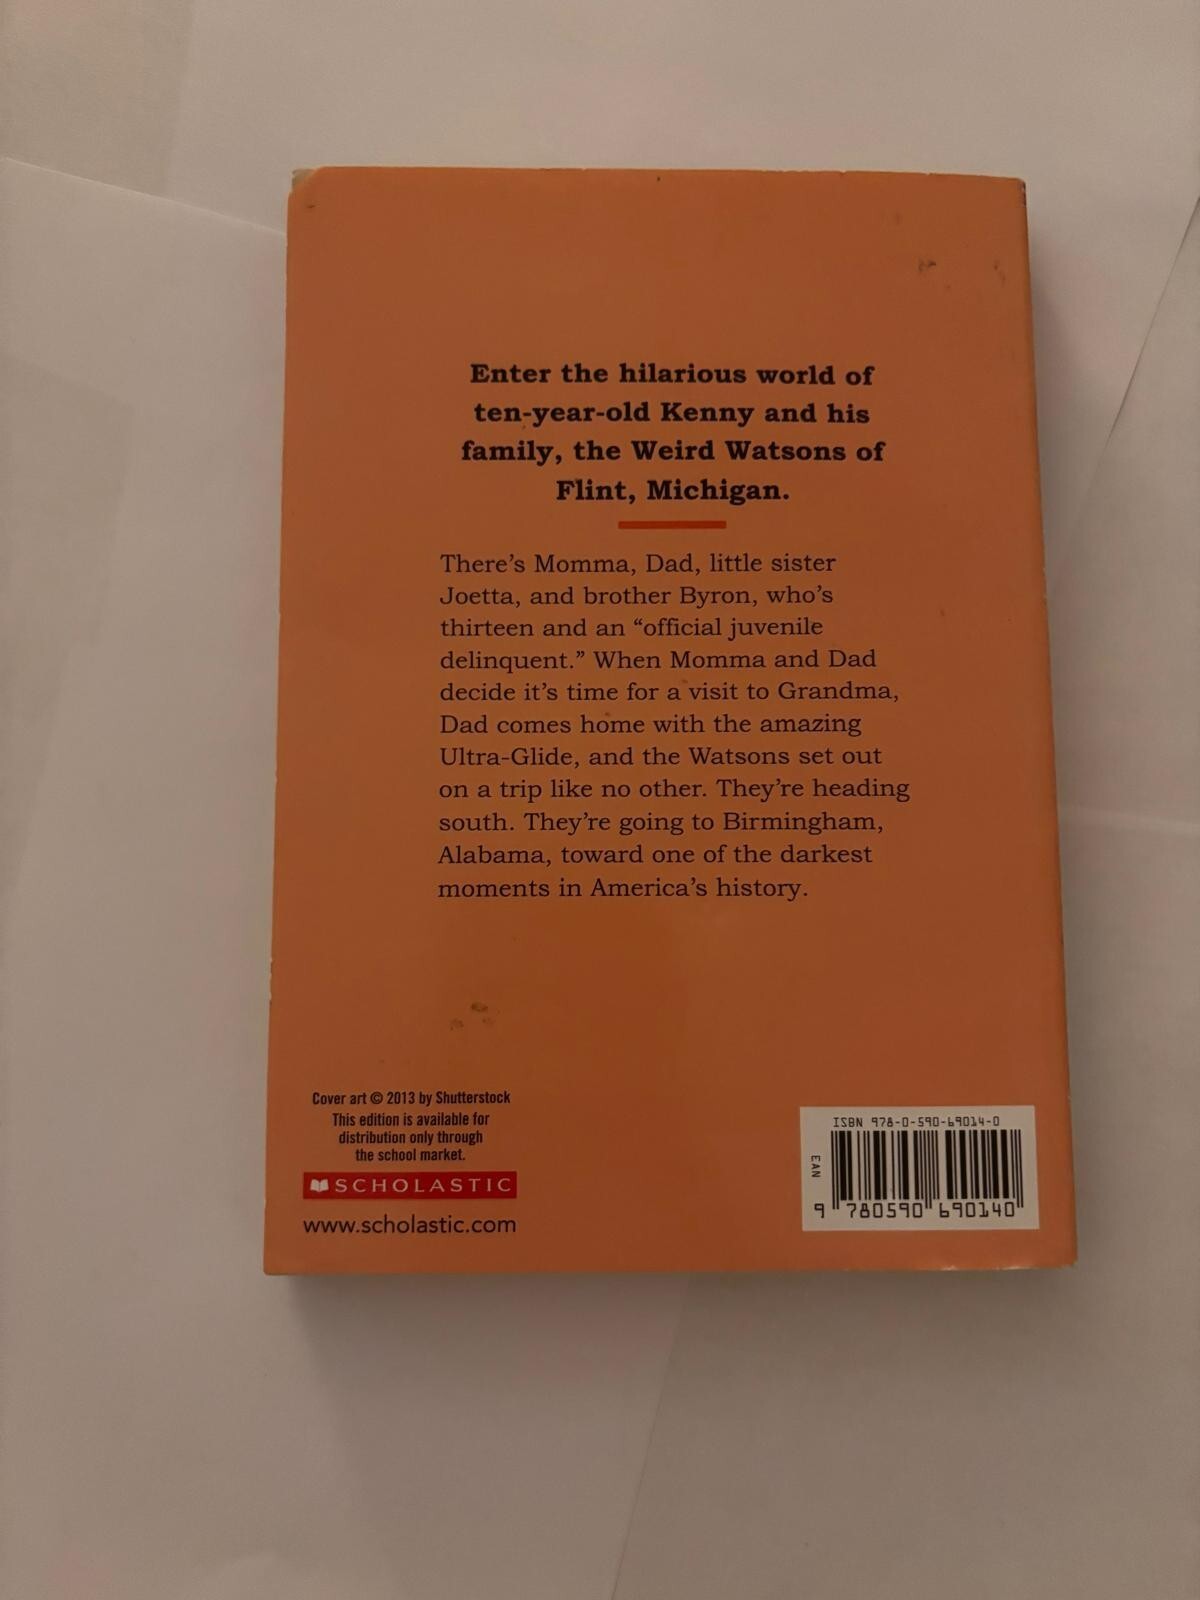 Enter the hilarious world of
ten-year-old Kenny and his
family, the Weird Watsons of
Flint, Michigan.
There's Momma, Dad, little sister
Joetta, and brother Byron, who's
thirteen and an “official juvenile
delinquent.” When Momma and Dad
decide it's time for a visit to Grandma,
Dad comes home with the amazing
Ultra-Glide, and the Watsons set out
on a trip like no other. They're heading
south. They're going to Birmingham,
Alabama, toward one of the darkest
moments in America's history.
Cover art © 2013 by Shutterstock
This edition is available for
distribution only through
the school market.
SCHOLASTIC
www.scholastic.com
ISBN 978-0-590-69014-0
EAN
9 780590 690140